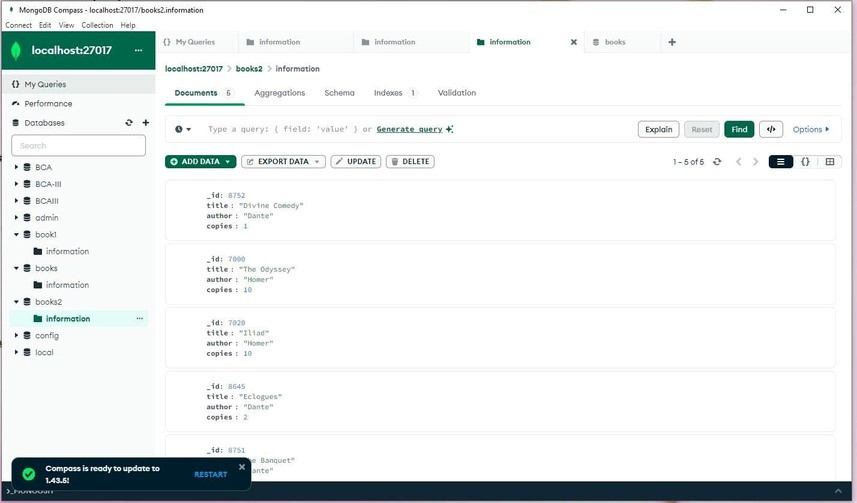 MongoDB Compass - localhost:27017/books2.information
Connect Edit View Collection Help
localhost:27017 ...
{} My Queries
Performance
Databases
Search
BCA
BCA-III
BCAIII
admin
book1
information
books
information
books2
information ...
config
local
{} My Queries information information information books
localhost:27017 > books2 > information
Documents 5 Aggregations Schema Indexes 1 Validation
Type a query: { field: 'value' } or Generate query
Explain Reset Find </> Options
ADD DATA EXPORT DATA UPDATE DELETE
1 – 5 of 5 {}
_id: 8752
title : "Divine Comedy"
author : "Dante"
copies : 1
_id: 7000
title : "The Odyssey"
author : "Homer"
copies : 10
_id: 7020
title : "Iliad"
author : "Homer"
copies : 10
_id: 8645
title : "Eclogues"
author : "Dante"
copies : 2
_id: 8751
Banquet"
Compass is ready to update to
1.43.5!
RESTART
>_MONGOSH